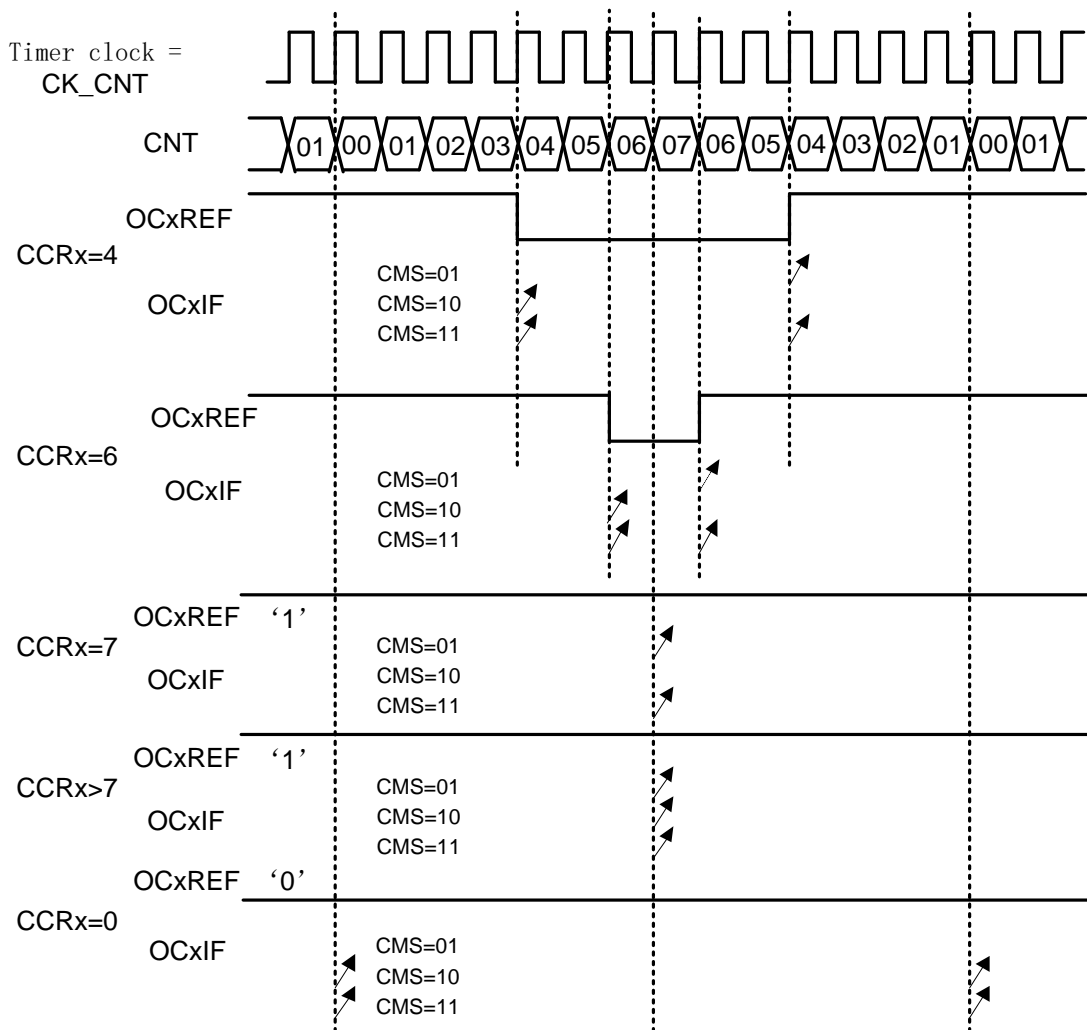 Timer clock =
CK_CNT
CNT 01 00 01 02 03 04 05 06 07 06 05 04 03 02 01 00 01
OCxREF
CCRx=4
OCxIF
CMS=01
CMS=10
CMS=11
OCxREF
CCRx=6
OCxIF
CMS=01
CMS=10
CMS=11
OCxREF ‘1’
CCRx=7
OCxIF
CMS=01
CMS=10
CMS=11
OCxREF ‘1’
CCRx>7
OCxIF
CMS=01
CMS=10
CMS=11
OCxREF ‘0’
CCRx=0
OCxIF
CMS=01
CMS=10
CMS=11